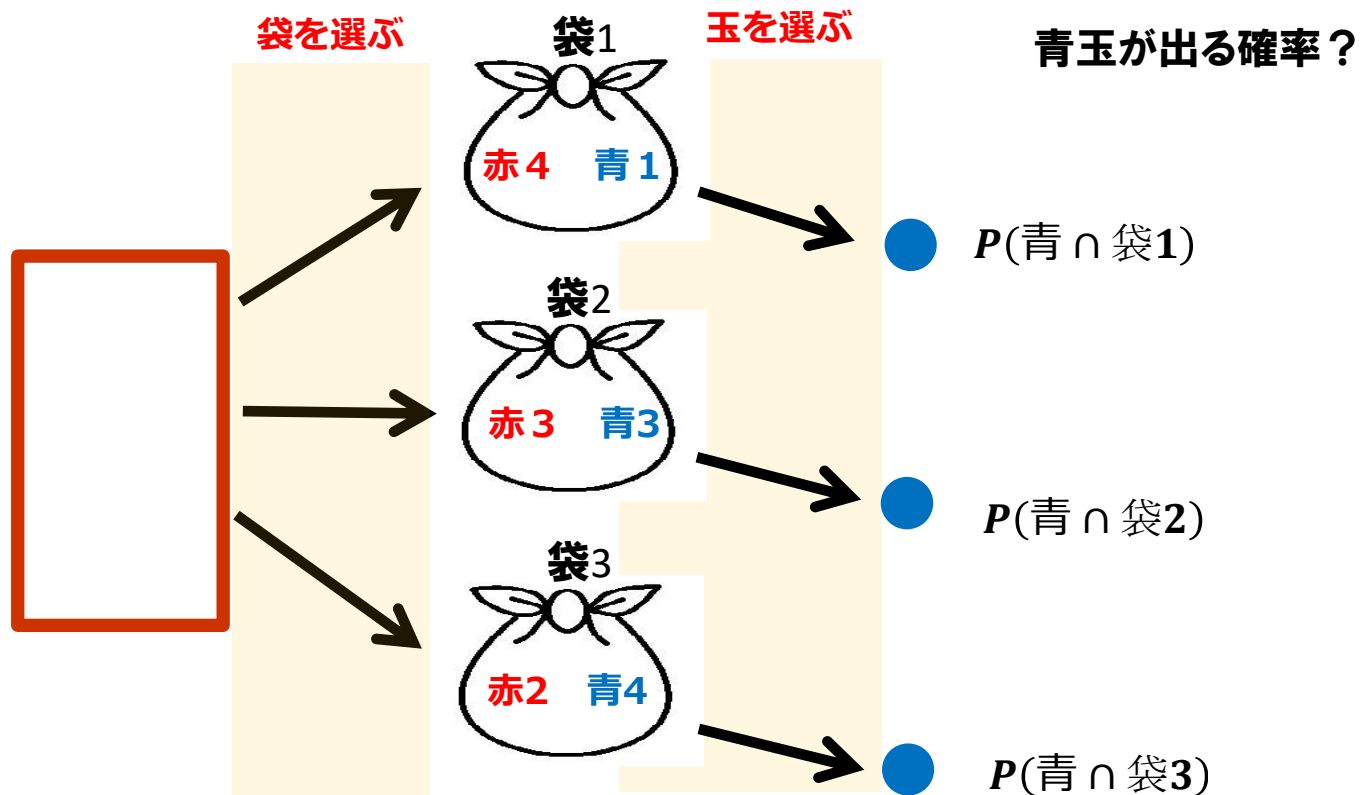 袋を選ぶ
袋1
玉を選ぶ
青玉が出る確率？
赤４ 青１
P(青 ∩ 袋1)
袋2
赤３ 青3
P(青 ∩ 袋2)
袋3
赤2 青4
P(青 ∩ 袋3)